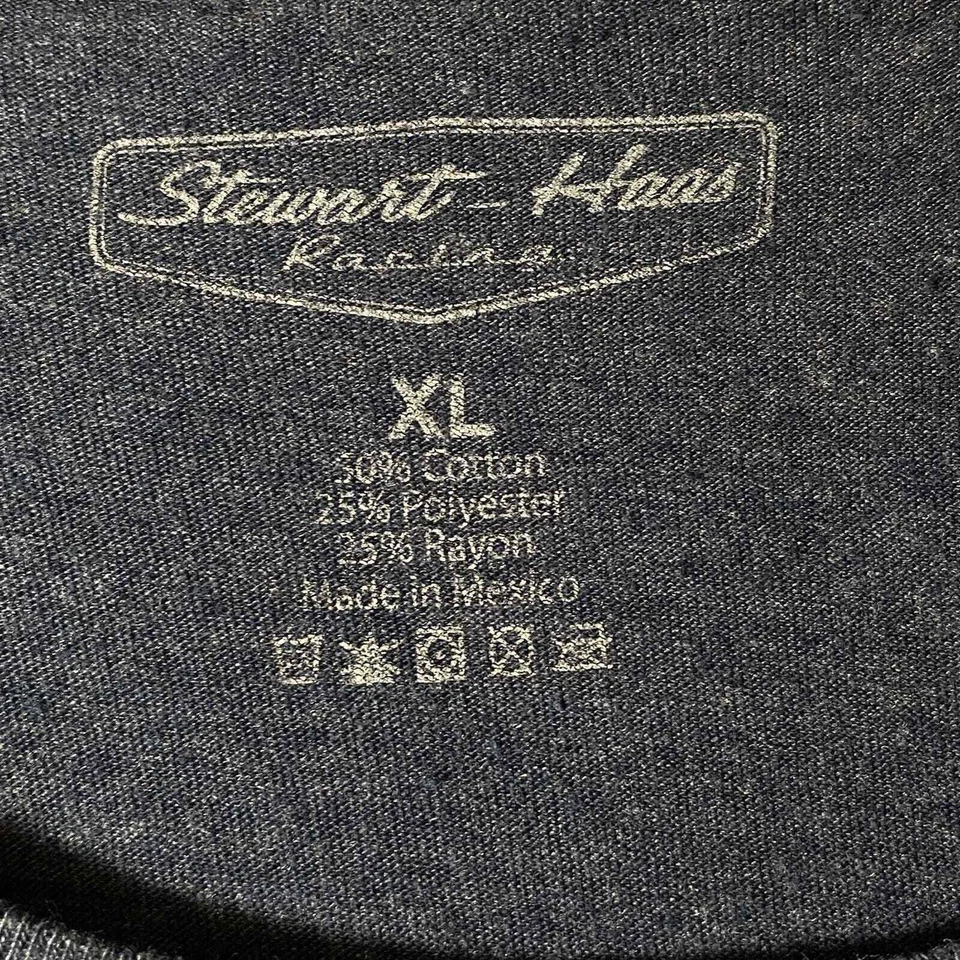 Stewart-Haas
Racing
XL
50% Cotton
25% Polyester
25% Rayon
Made in Mexico